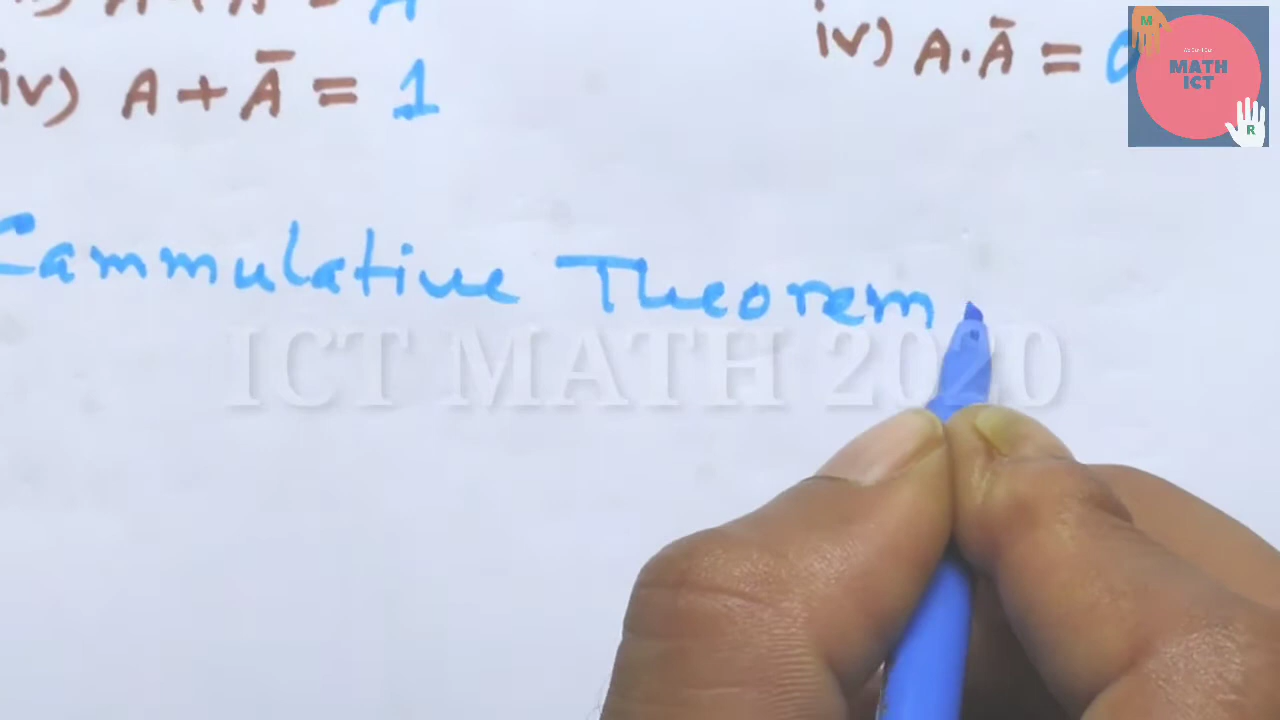 iv) A + Ā = 1
iv) A · Ā = 0
Cammulative Theorem
ICT MATH 2020
M
MATH
ICT
R